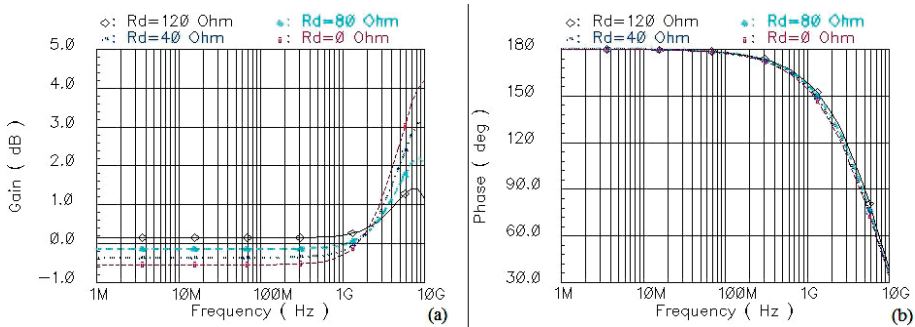 ◇: Rd=120 Ohm ▪: Rd=80 Ohm
▪: Rd=40 Ohm ▪: Rd=0 Ohm
5.0
4.0
3.0
2.0
1.0
0.0
-1.0
Gain ( dB )
1M 10M 100M 1G 10G
Frequency ( Hz )
(a)
◇: Rd=120 Ohm ▪: Rd=80 Ohm
▪: Rd=40 Ohm ▪: Rd=0 Ohm
180
150
120
90.0
60.0
30.0
Phase ( deg )
1M 10M 100M 1G 10G
Frequency ( Hz )
(b)